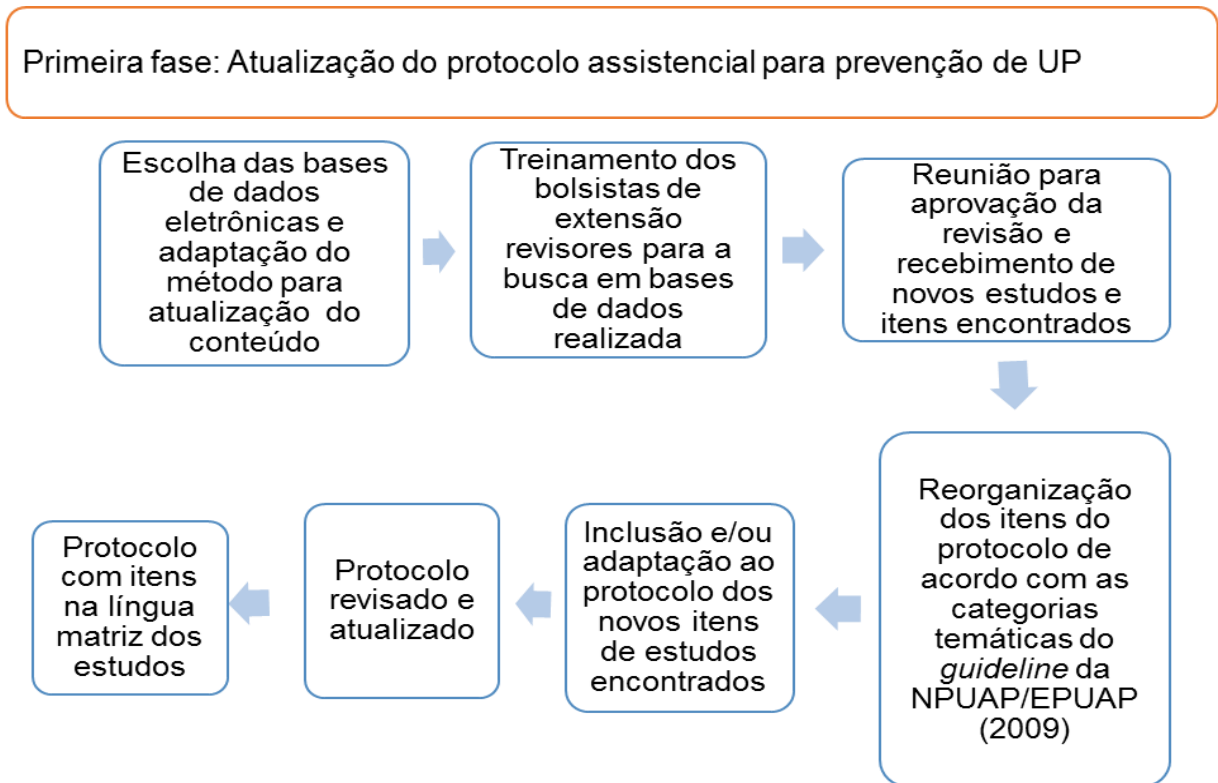 Primeira fase: Atualização do protocolo assistencial para prevenção de UP
Escolha das bases
de dados
eletrônicas e
adaptação do
método para
atualização do
conteúdo
Treinamento dos
bolsistas de
extensão
revisores para a
busca em bases
de dados
realizada
Reunião para
aprovação da
revisão e
recebimento de
novos estudos e
itens encontrados
Reorganização
dos itens do
protocolo de
acordo com as
categorias
temáticas do
guideline da
NPUAP/EPUAP
(2009)
Inclusão e/ou
adaptação ao
protocolo dos
novos itens
de estudos
encontrados
Protocolo
revisado e
atualizado
Protocolo
com itens
na língua
matriz dos
estudos